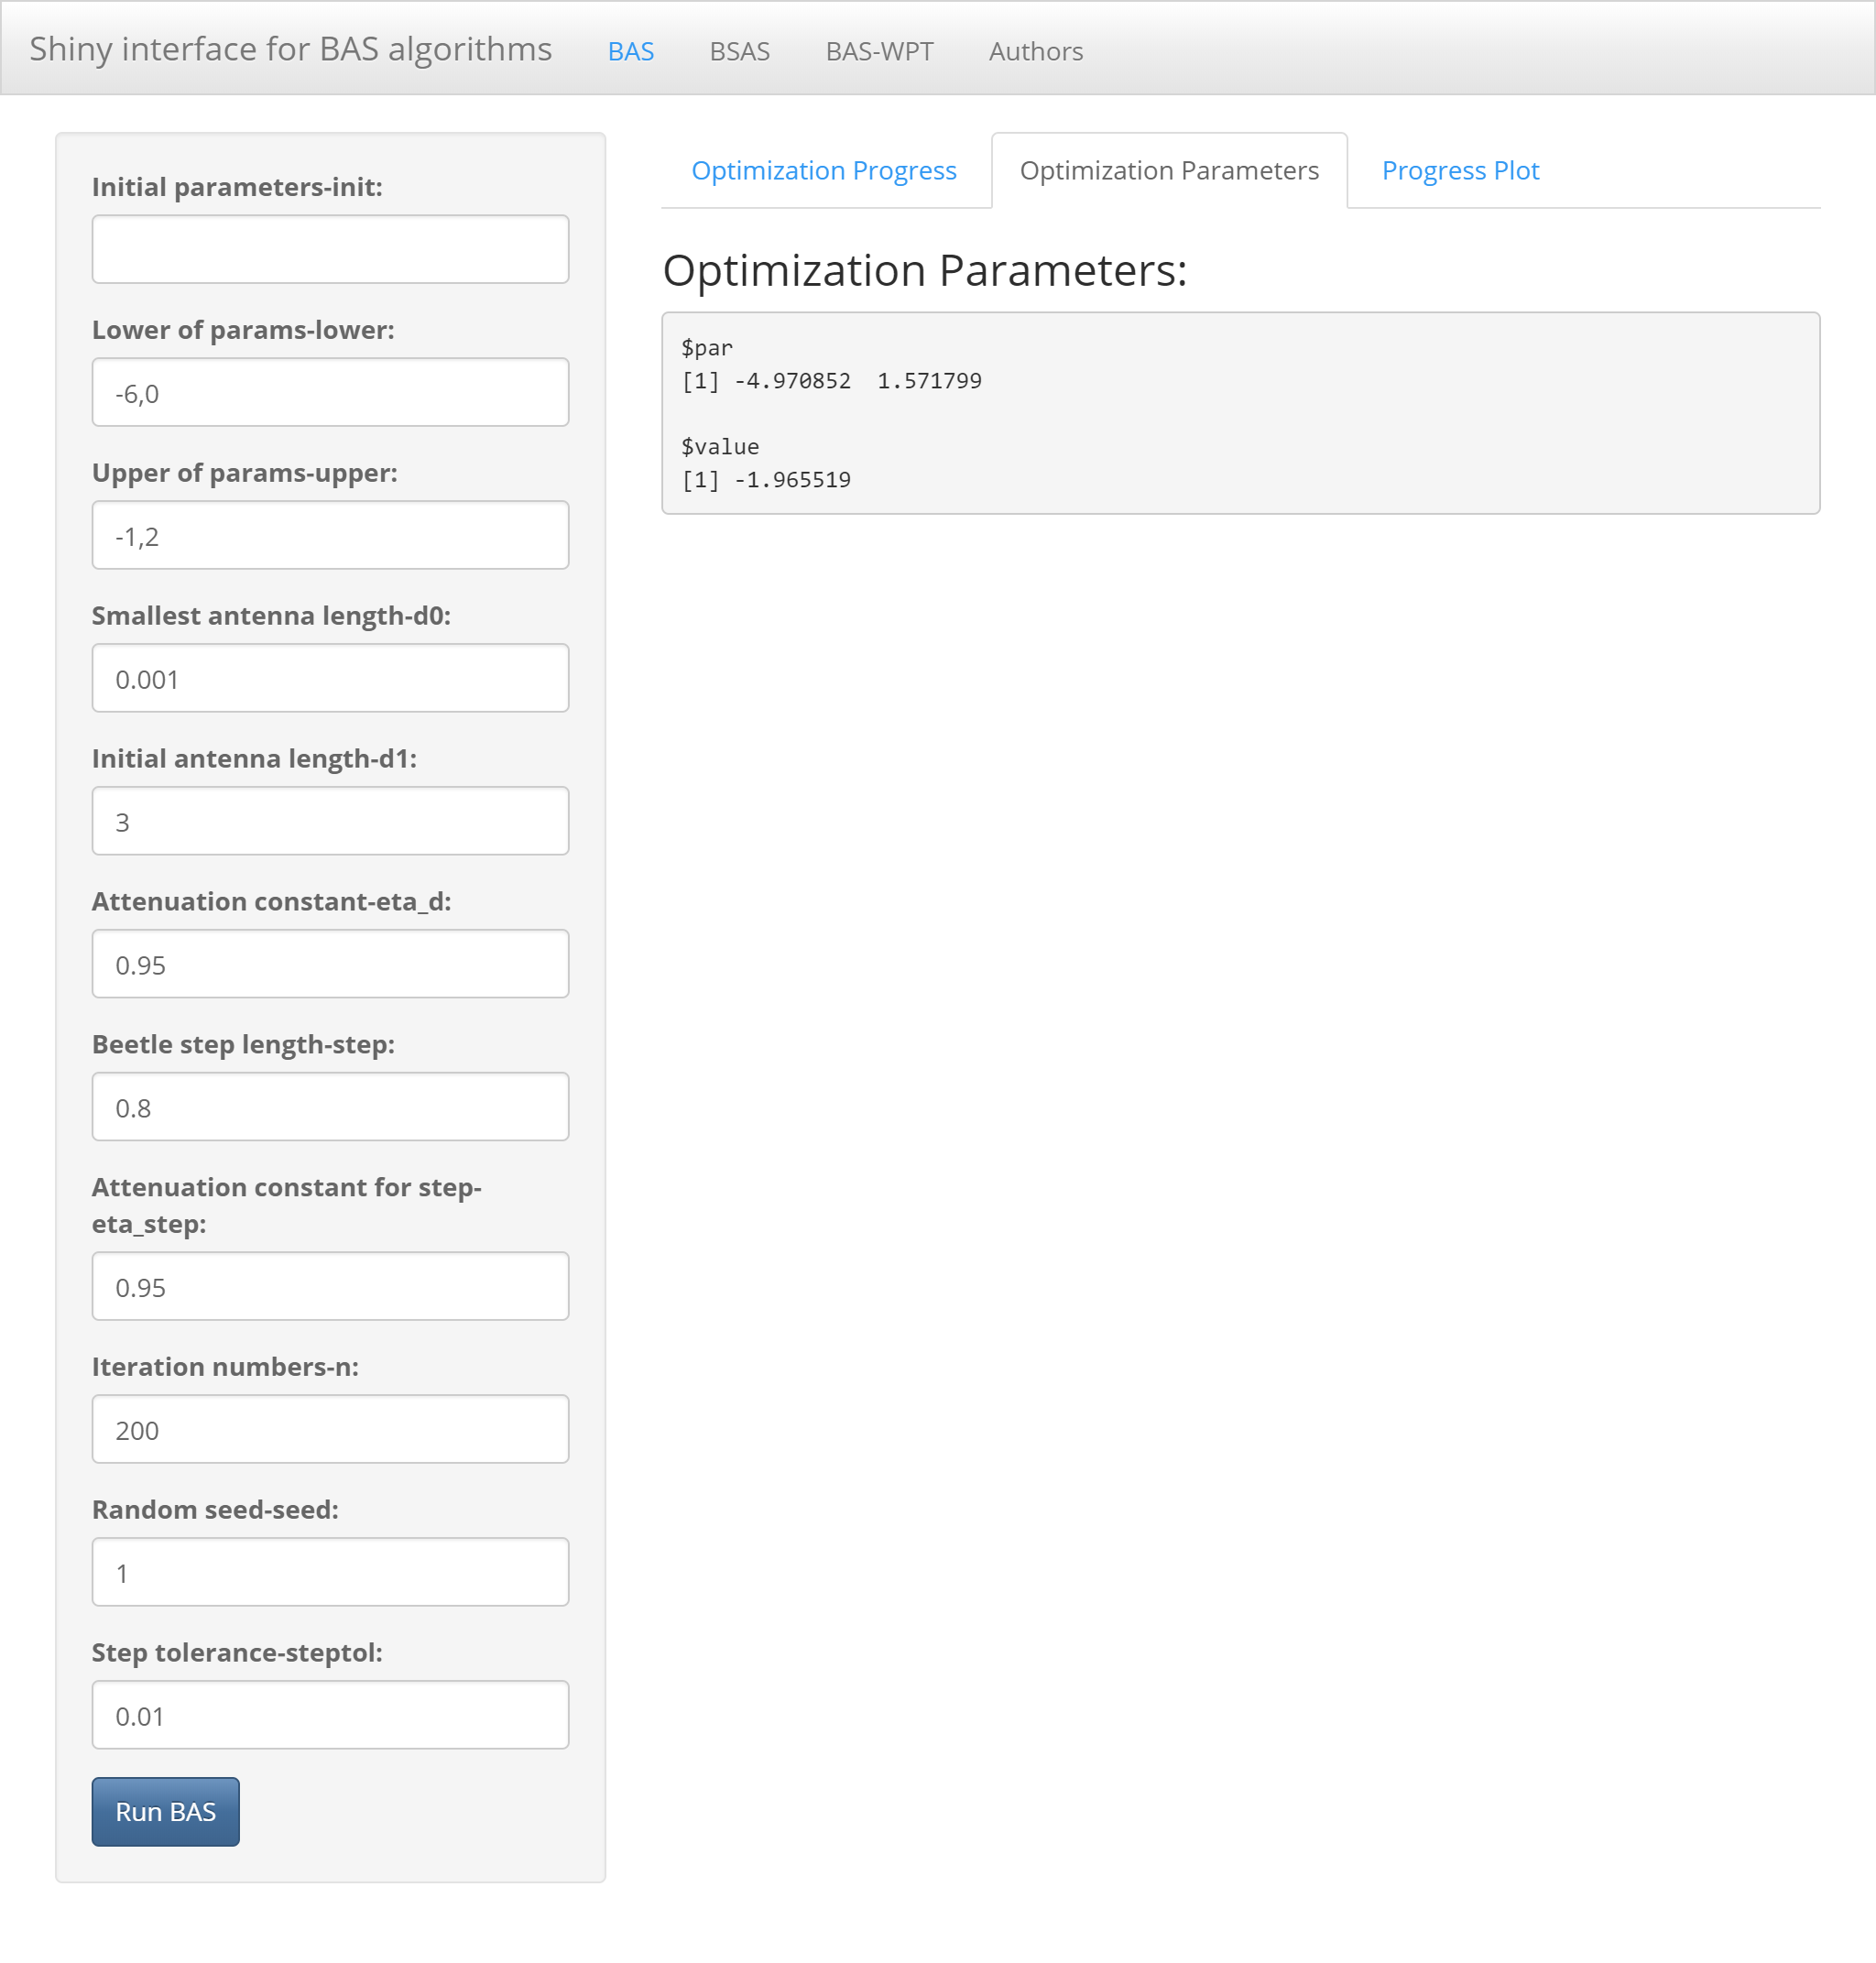 Shiny interface for BAS algorithms BAS BSAS BAS-WPT Authors
Initial parameters-init:
Lower of params-lower:
-6,0
Upper of params-upper:
-1,2
Smallest antenna length-d0:
0.001
Initial antenna length-d1:
3
Attenuation constant-eta_d:
0.95
Beetle step length-step:
0.8
Attenuation constant for step-
eta_step:
0.95
Iteration numbers-n:
200
Random seed-seed:
1
Step tolerance-steptol:
0.01
Run BAS
Optimization Progress Optimization Parameters Progress Plot
Optimization Parameters:
$par
[1] -4.970852  1.571799
$value
[1] -1.965519